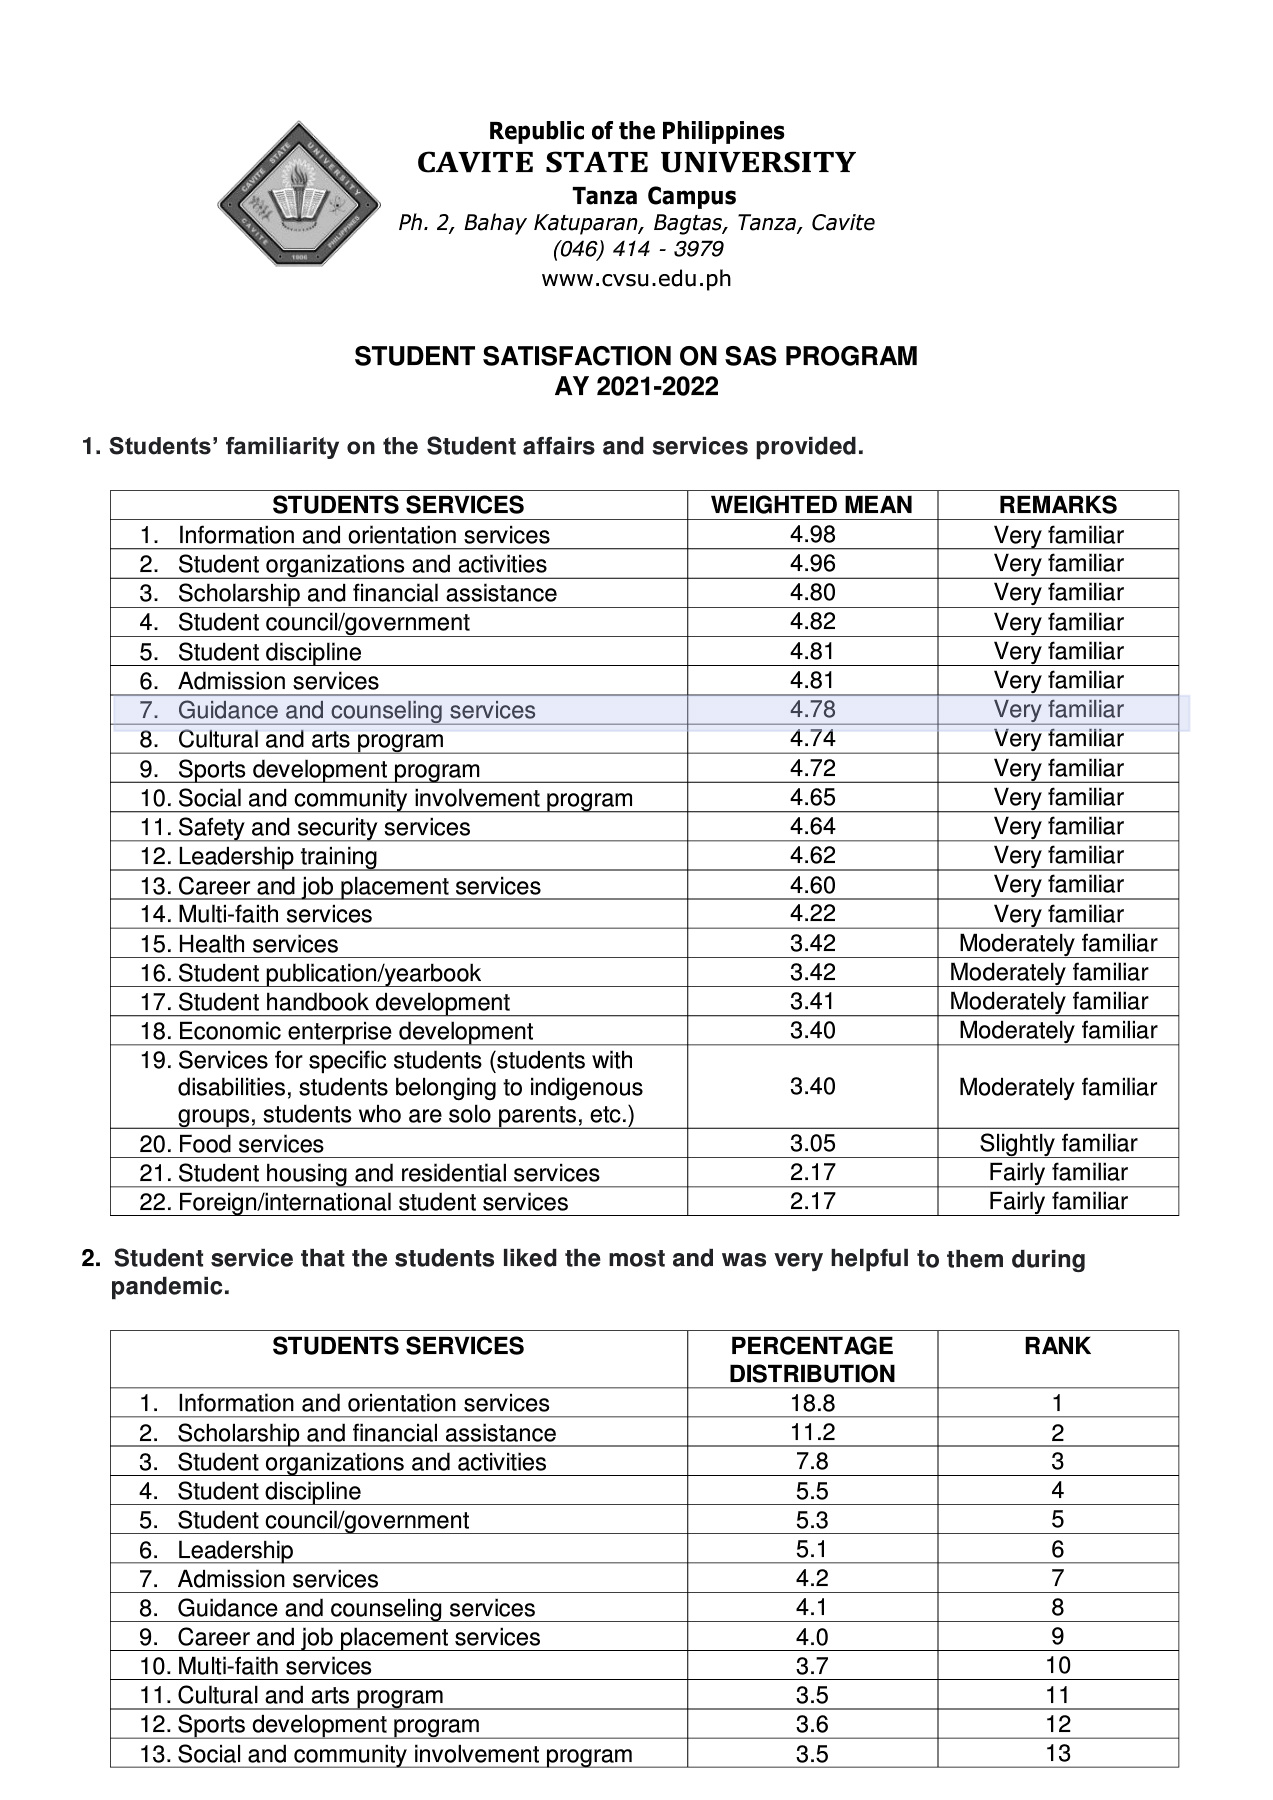 CAVITE STATE UNIVERSITY
CAVITE PHILIPPINES
1906
Republic of the Philippines
CAVITE STATE UNIVERSITY
Tanza Campus
Ph. 2, Bahay Katuparan, Bagtas, Tanza, Cavite
(046) 414 - 3979
www.cvsu.edu.ph
STUDENT SATISFACTION ON SAS PROGRAM
AY 2021-2022
1. Students’ familiarity on the Student affairs and services provided.
STUDENTS SERVICES WEIGHTED MEAN REMARKS
1. Information and orientation services 4.98 Very familiar
2. Student organizations and activities 4.96 Very familiar
3. Scholarship and financial assistance 4.80 Very familiar
4. Student council/government 4.82 Very familiar
5. Student discipline 4.81 Very familiar
6. Admission services 4.81 Very familiar
7. Guidance and counseling services 4.78 Very familiar
8. Cultural and arts program 4.74 Very familiar
9. Sports development program 4.72 Very familiar
10. Social and community involvement program 4.65 Very familiar
11. Safety and security services 4.64 Very familiar
12. Leadership training 4.62 Very familiar
13. Career and job placement services 4.60 Very familiar
14. Multi-faith services 4.22 Very familiar
15. Health services 3.42 Moderately familiar
16. Student publication/yearbook 3.42 Moderately familiar
17. Student handbook development 3.41 Moderately familiar
18. Economic enterprise development 3.40 Moderately familiar
19. Services for specific students (students with
disabilities, students belonging to indigenous 3.40 Moderately familiar
groups, students who are solo parents, etc.)
20. Food services 3.05 Slightly familiar
21. Student housing and residential services 2.17 Fairly familiar
22. Foreign/international student services 2.17 Fairly familiar
2. Student service that the students liked the most and was very helpful to them during
pandemic.
STUDENTS SERVICES PERCENTAGE RANK
DISTRIBUTION
1. Information and orientation services 18.8 1
2. Scholarship and financial assistance 11.2 2
3. Student organizations and activities 7.8 3
4. Student discipline 5.5 4
5. Student council/government 5.3 5
6. Leadership 5.1 6
7. Admission services 4.2 7
8. Guidance and counseling services 4.1 8
9. Career and job placement services 4.0 9
10. Multi-faith services 3.7 10
11. Cultural and arts program 3.5 11
12. Sports development program 3.6 12
13. Social and community involvement program 3.5 13